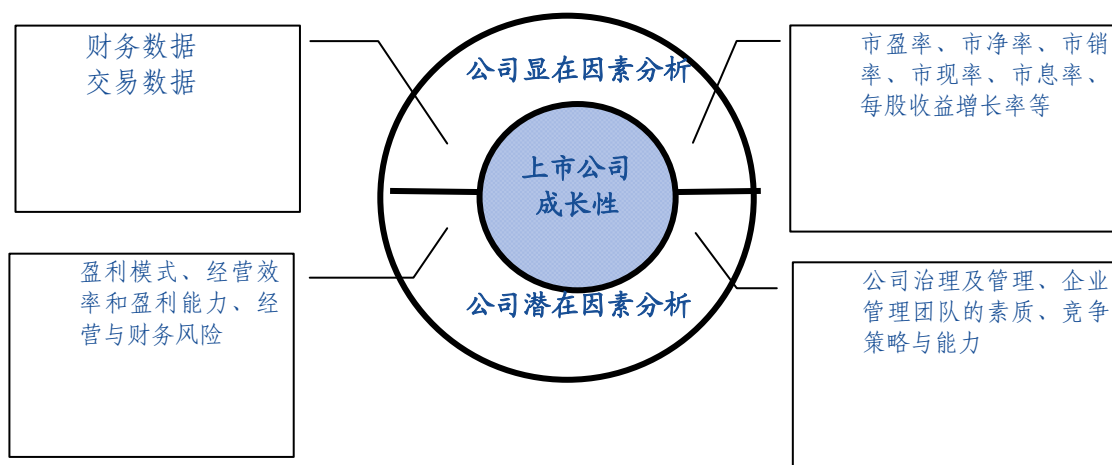 财务数据
交易数据
公司显在因素分析
市盈率、市净率、市销
率、市现率、市息率、
每股收益增长率等
上市公司
成长性
盈利模式、经营效
率和盈利能力、经
营与财务风险
公司潜在因素分析
公司治理及管理、企业
管理团队的素质、竞争
策略与能力